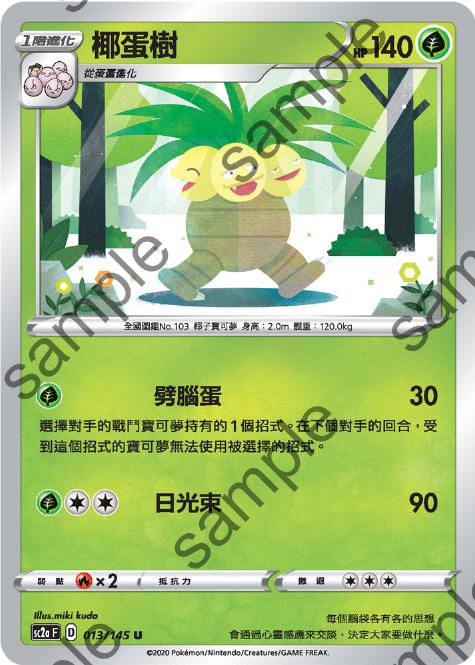 1階進化
椰蛋樹
HP 140
從蛋蛋進化
全國圖鑑No.103 椰子寶可夢 身高:2.0m 體重:120.0kg
劈腦蛋 30
選擇對手的戰鬥寶可夢持有的1個招式。在下個對手的回合,受
到這個招式的寶可夢無法使用被選擇的招式。
日光束 90
弱點 ×2 抵抗力 撤退
Illus.miki kudo
sc2a F D 013/145 U
每個腦袋各有各的思想,
會通過心靈感應來交談,決定大家要做什麼。
©2020 Pokémon/Nintendo/Creatures/GAME FREAK.
sample
sample
sample
sample
sample
sample